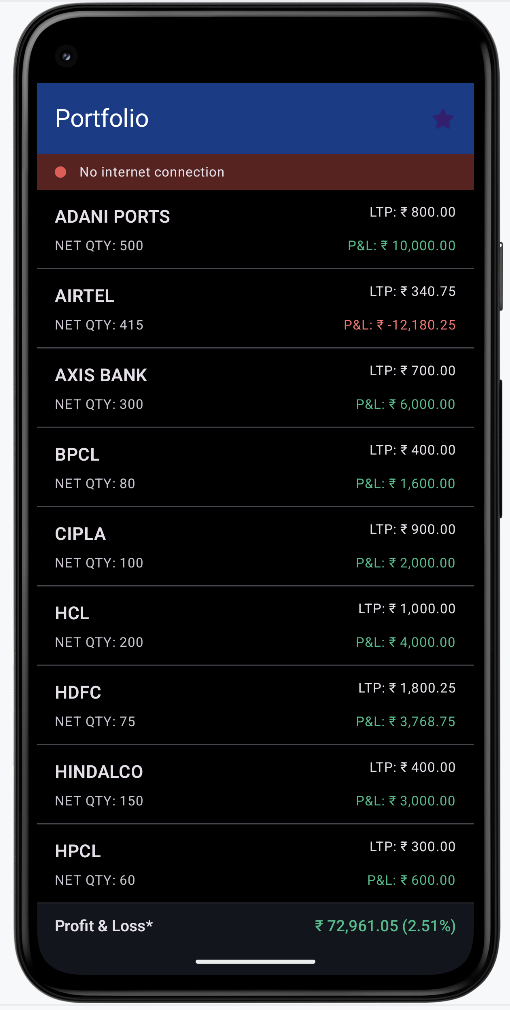 Portfolio
No internet connection
ADANI PORTS LTP: ₹ 800.00
NET QTY: 500 P&L: ₹ 10,000.00
AIRTEL LTP: ₹ 340.75
NET QTY: 415 P&L: ₹ -12,180.25
AXIS BANK LTP: ₹ 700.00
NET QTY: 300 P&L: ₹ 6,000.00
BPCL LTP: ₹ 400.00
NET QTY: 80 P&L: ₹ 1,600.00
CIPLA LTP: ₹ 900.00
NET QTY: 100 P&L: ₹ 2,000.00
HCL LTP: ₹ 1,000.00
NET QTY: 200 P&L: ₹ 4,000.00
HDFC LTP: ₹ 1,800.25
NET QTY: 75 P&L: ₹ 3,768.75
HINDALCO LTP: ₹ 400.00
NET QTY: 150 P&L: ₹ 3,000.00
HPCL LTP: ₹ 300.00
NET QTY: 60 P&L: ₹ 600.00
Profit & Loss* ₹ 72,961.05 (2.51%)